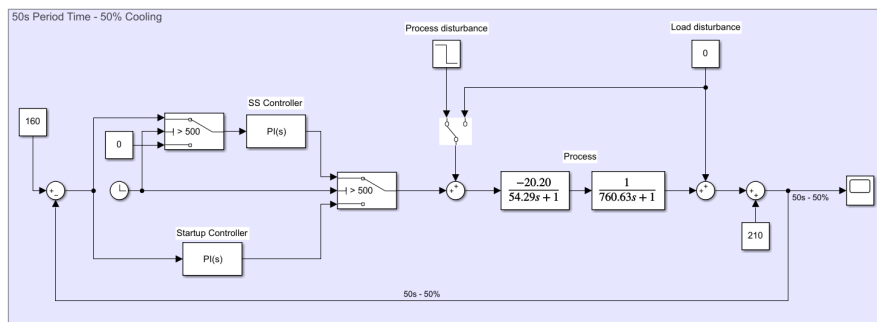 50s Period Time - 50% Cooling
Process disturbance
Load disturbance
0
160
SS Controller
> 500
PI(s)
0
Process
> 500
−20.20
54.29s + 1
1
760.63s + 1
50s - 50%
Startup Controller
PI(s)
210
50s - 50%